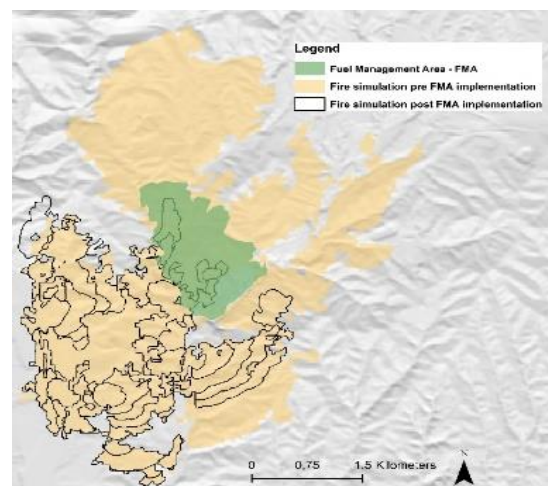 Legend
Fuel Management Area - FMA
Fire simulation pre FMA implementation
Fire simulation post FMA implementation
N
0 0,75 1,5 Kilometers